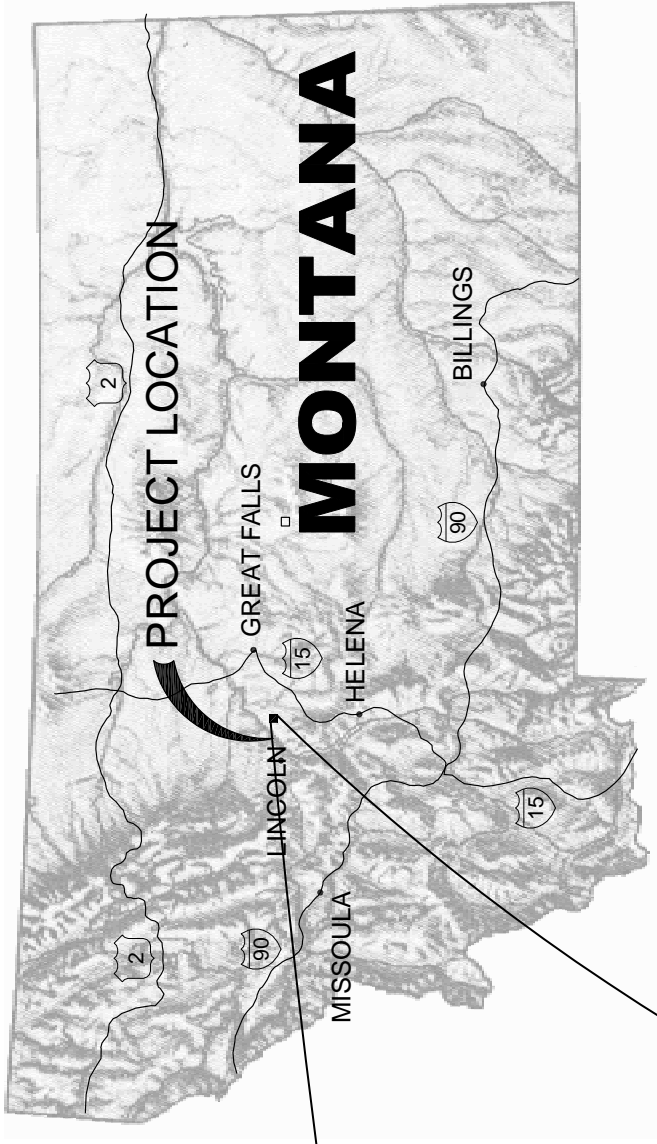 2
PROJECT LOCATION
MONTANA
GREAT FALLS
15
LINCOLN
HELENA
BILLINGS
90
2
90
MISSOULA
15